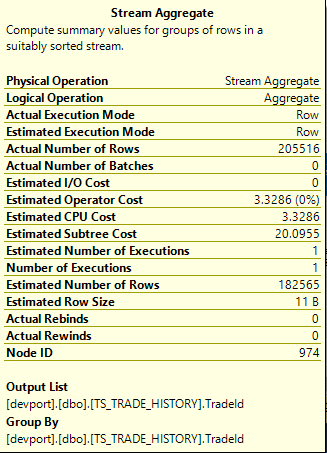 Stream Aggregate
Compute summary values for groups of rows in a
suitably sorted stream.
Physical Operation Stream Aggregate
Logical Operation Aggregate
Actual Execution Mode Row
Estimated Execution Mode Row
Actual Number of Rows 205516
Actual Number of Batches 0
Estimated I/O Cost 0
Estimated Operator Cost 3.3286 (0%)
Estimated CPU Cost 3.3286
Estimated Subtree Cost 20.0955
Estimated Number of Executions 1
Number of Executions 1
Estimated Number of Rows 182565
Estimated Row Size 11 B
Actual Rebinds 0
Actual Rewinds 0
Node ID 974
Output List
[devport].[dbo].[TS_TRADE_HISTORY].TradeId
Group By
[devport].[dbo].[TS_TRADE_HISTORY].TradeId